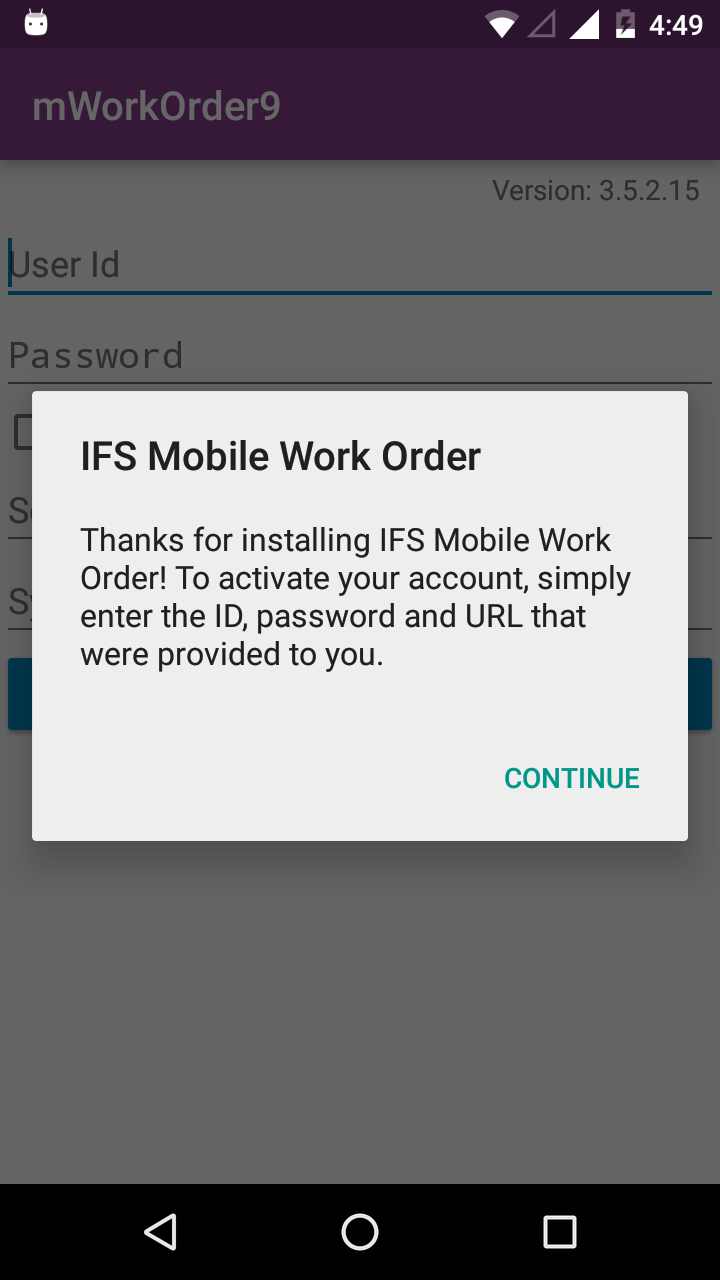 4:49
mWorkOrder9
Version: 3.5.2.15
User Id
Password
IFS Mobile Work Order
Thanks for installing IFS Mobile Work
Order! To activate your account, simply
enter the ID, password and URL that
were provided to you.
CONTINUE